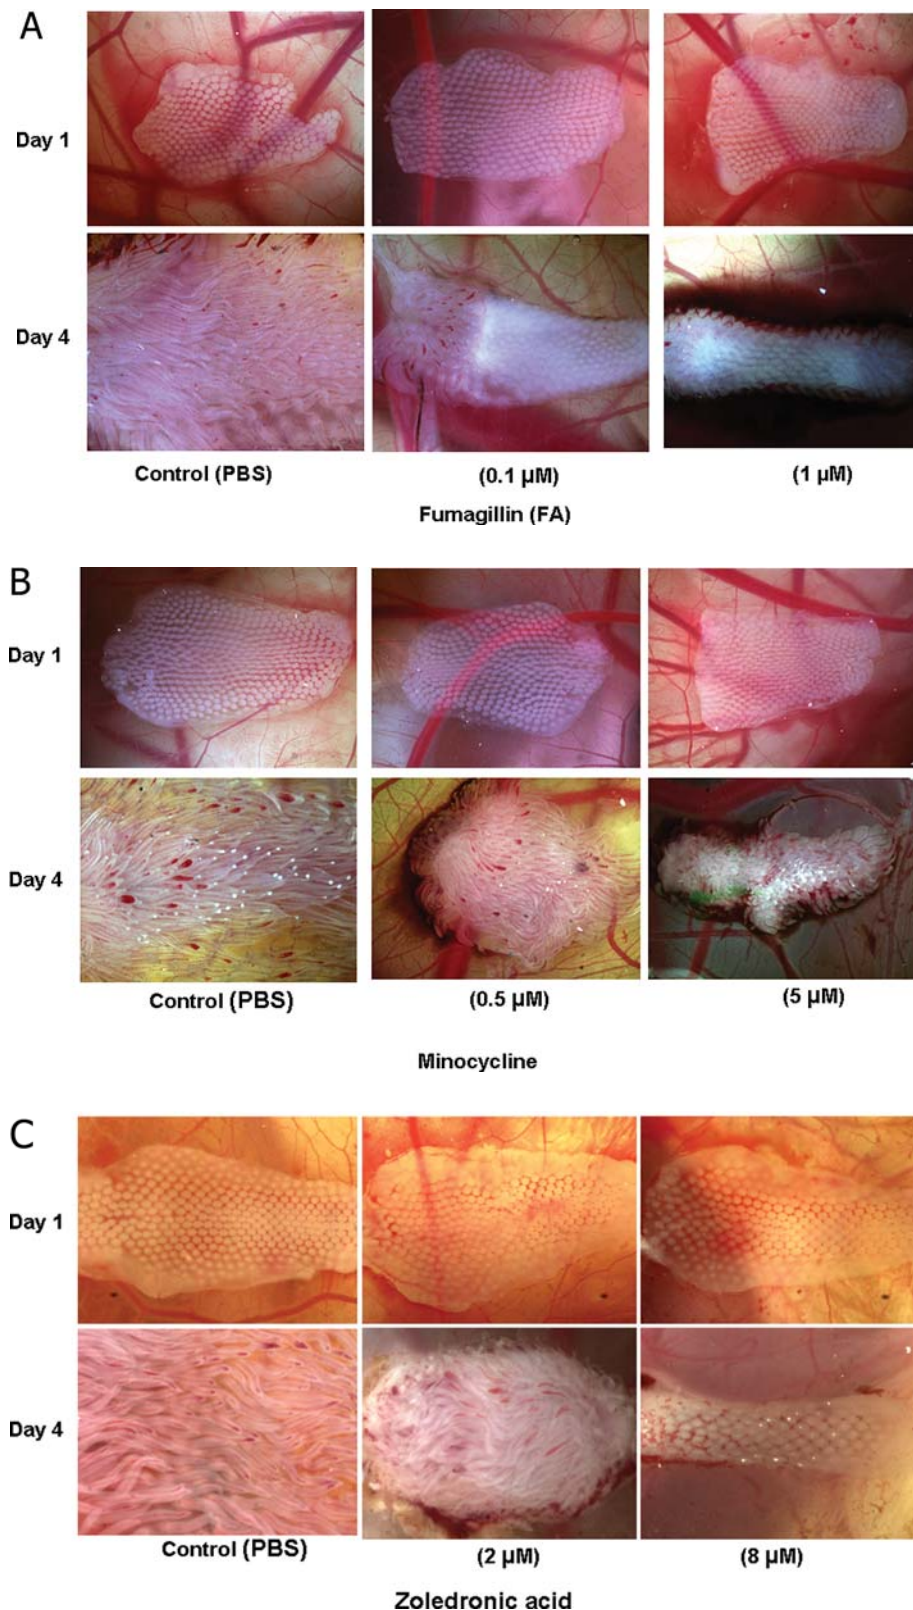 A
Day 1
Day 4
Control (PBS)
(0.1 µM)
(1 µM)
Fumagillin (FA)
B
Day 1
Day 4
Control (PBS)
(0.5 µM)
(5 µM)
Minocycline
C
Day 1
Day 4
Control (PBS)
(2 µM)
(8 µM)
Zoledronic acid